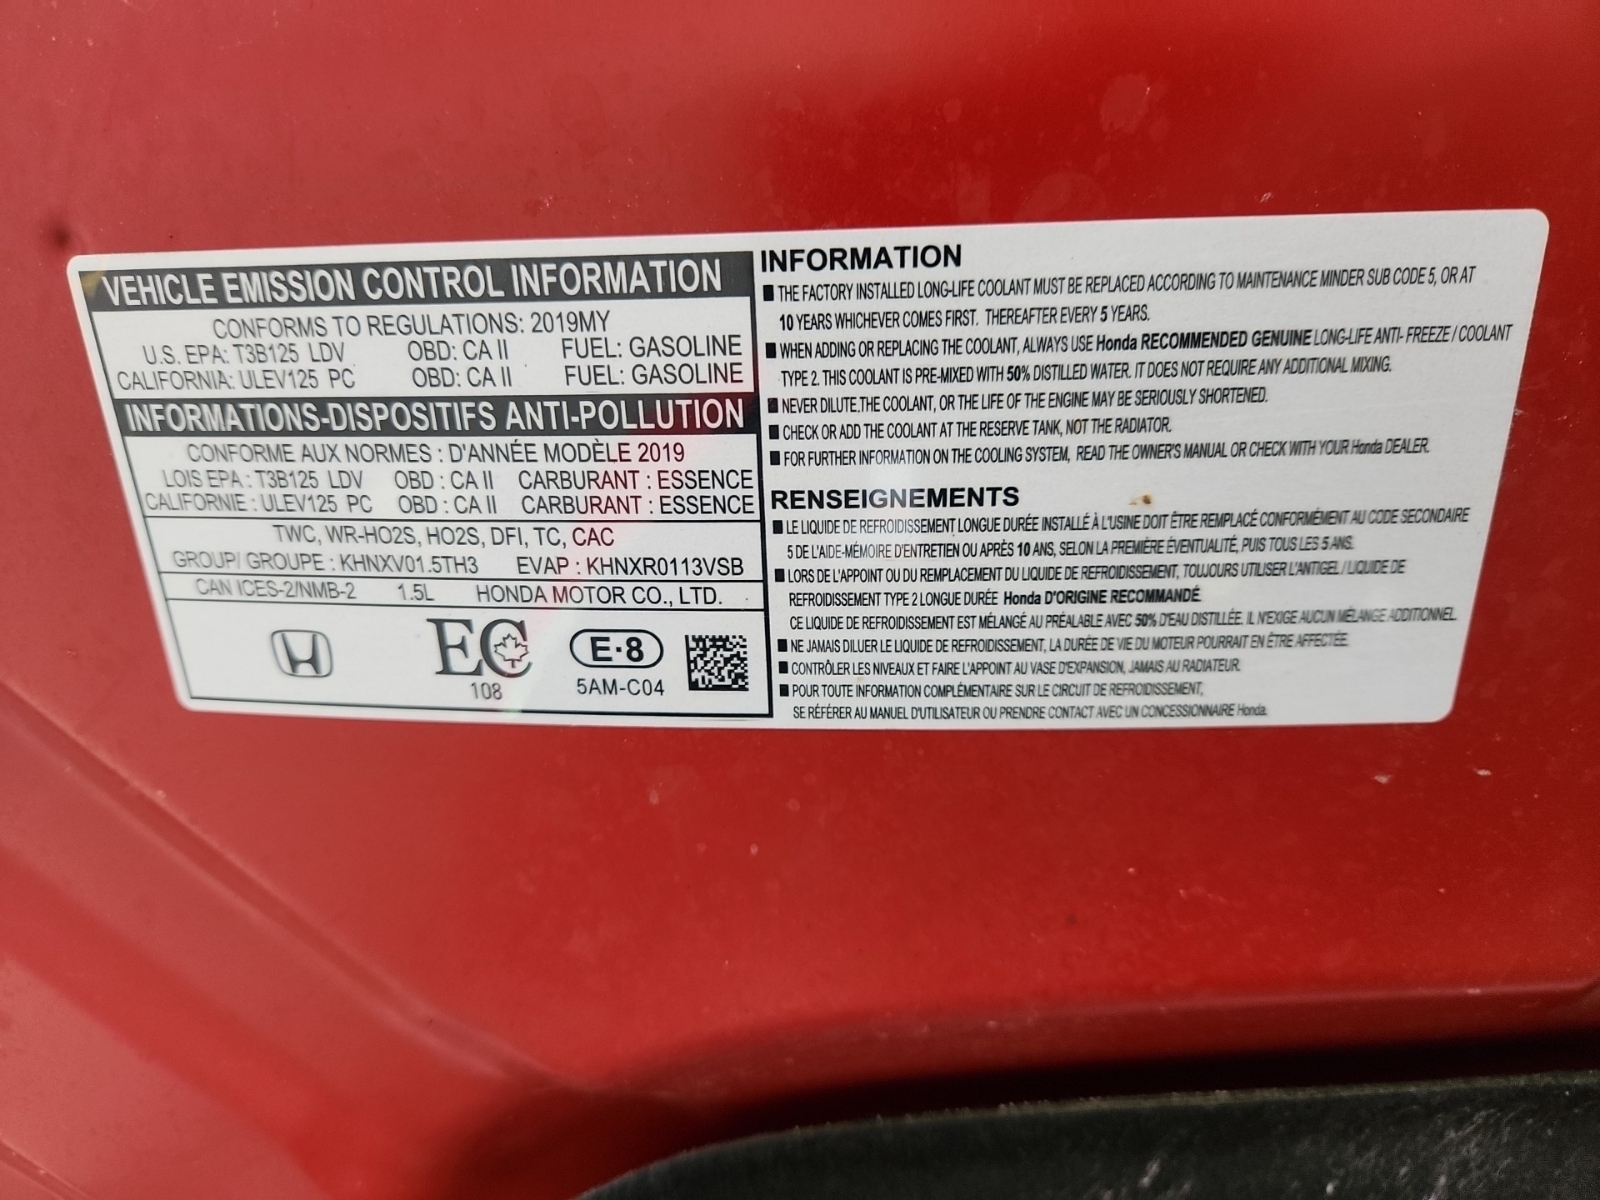 VEHICLE EMISSION CONTROL INFORMATION
CONFORMS TO REGULATIONS: 2019MY
U.S. EPA: T3B125 LDV OBD: CA II FUEL: GASOLINE
CALIFORNIA: ULEV125 PC OBD: CA II FUEL: GASOLINE
INFORMATIONS-DISPOSITIFS ANTI-POLLUTION
CONFORME AUX NORMES : D'ANNÉE MODÈLE 2019
LOIS EPA : T3B125 LDV OBD : CA II CARBURANT : ESSENCE
CALIFORNIE : ULEV125 PC OBD : CA II CARBURANT : ESSENCE
TWC, WR-HO2S, HO2S, DFI, TC, CAC
GROUP/ GROUPE : KHNXV01.5TH3 EVAP : KHNXR0113VSB
CAN ICES-2/NMB-2 1.5L HONDA MOTOR CO., LTD.
EC
108
E·8
5AM-C04
INFORMATION
■ THE FACTORY INSTALLED LONG-LIFE COOLANT MUST BE REPLACED ACCORDING TO MAINTENANCE MINDER SUB CODE 5, OR AT
10 YEARS WHICHEVER COMES FIRST. THEREAFTER EVERY 5 YEARS.
■ WHEN ADDING OR REPLACING THE COOLANT, ALWAYS USE Honda RECOMMENDED GENUINE LONG-LIFE ANTI- FREEZE / COOLANT
TYPE 2. THIS COOLANT IS PRE-MIXED WITH 50% DISTILLED WATER. IT DOES NOT REQUIRE ANY ADDITIONAL MIXING.
■ NEVER DILUTE.THE COOLANT, OR THE LIFE OF THE ENGINE MAY BE SERIOUSLY SHORTENED.
■ CHECK OR ADD THE COOLANT AT THE RESERVE TANK, NOT THE RADIATOR.
■ FOR FURTHER INFORMATION ON THE COOLING SYSTEM, READ THE OWNER'S MANUAL OR CHECK WITH YOUR Honda DEALER.
RENSEIGNEMENTS
■ LE LIQUIDE DE REFROIDISSEMENT LONGUE DURÉE INSTALLÉ À L'USINE DOIT ÊTRE REMPLACÉ CONFORMÉMENT AU CODE SECONDAIRE
5 DE L'AIDE-MÉMOIRE D'ENTRETIEN OU APRÈS 10 ANS, SELON LA PREMIÈRE ÉVENTUALITÉ, PUIS TOUS LES 5 ANS.
■ LORS DE L'APPOINT OU DU REMPLACEMENT DU LIQUIDE DE REFROIDISSEMENT, TOUJOURS UTILISER L'ANTIGEL / LIQUIDE DE
REFROIDISSEMENT TYPE 2 LONGUE DURÉE Honda D'ORIGINE RECOMMANDÉ.
CE LIQUIDE DE REFROIDISSEMENT EST MÉLANGÉ AU PRÉALABLE AVEC 50% D'EAU DISTILLÉE. IL N'EXIGE AUCUN MÉLANGE ADDITIONNEL.
■ NE JAMAIS DILUER LE LIQUIDE DE REFROIDISSEMENT, LA DURÉE DE VIE DU MOTEUR POURRAIT EN ÊTRE AFFECTÉE.
■ CONTRÔLER LES NIVEAUX ET FAIRE L'APPOINT AU VASE D'EXPANSION, JAMAIS AU RADIATEUR.
■ POUR TOUTE INFORMATION COMPLÉMENTAIRE SUR LE CIRCUIT DE REFROIDISSEMENT,
SE RÉFÉRER AU MANUEL D'UTILISATEUR OU PRENDRE CONTACT AVEC UN CONCESSIONNAIRE Honda.